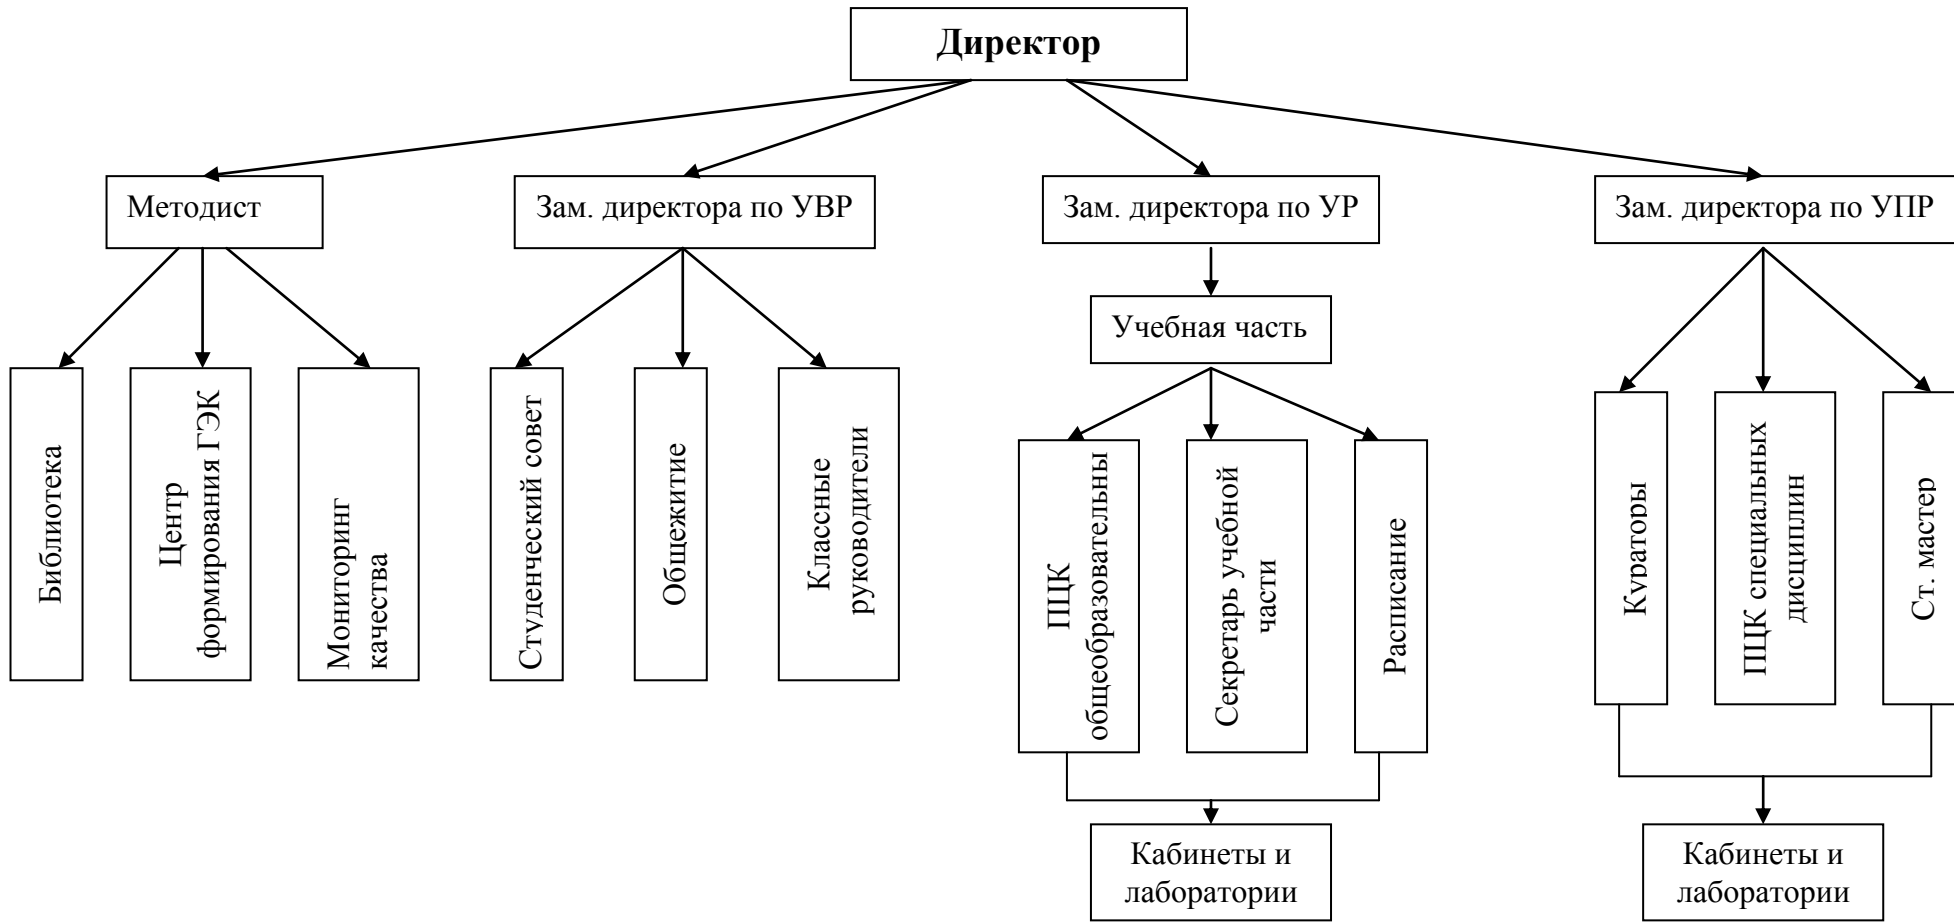 Директор
Методист
Зам. директора по УВР
Зам. директора по УР
Зам. директора по УПР
Учебная часть
Библиотека
Центр
формирования ГЭК
Мониторинг
качества
Студенческий совет
Общежитие
Классные
руководители
ПЦК
общеобразовательны
Секретарь учебной
части
Расписание
Кураторы
ПЦК специальных
дисциплин
Ст. мастер
Кабинеты и
лаборатории
Кабинеты и
лаборатории